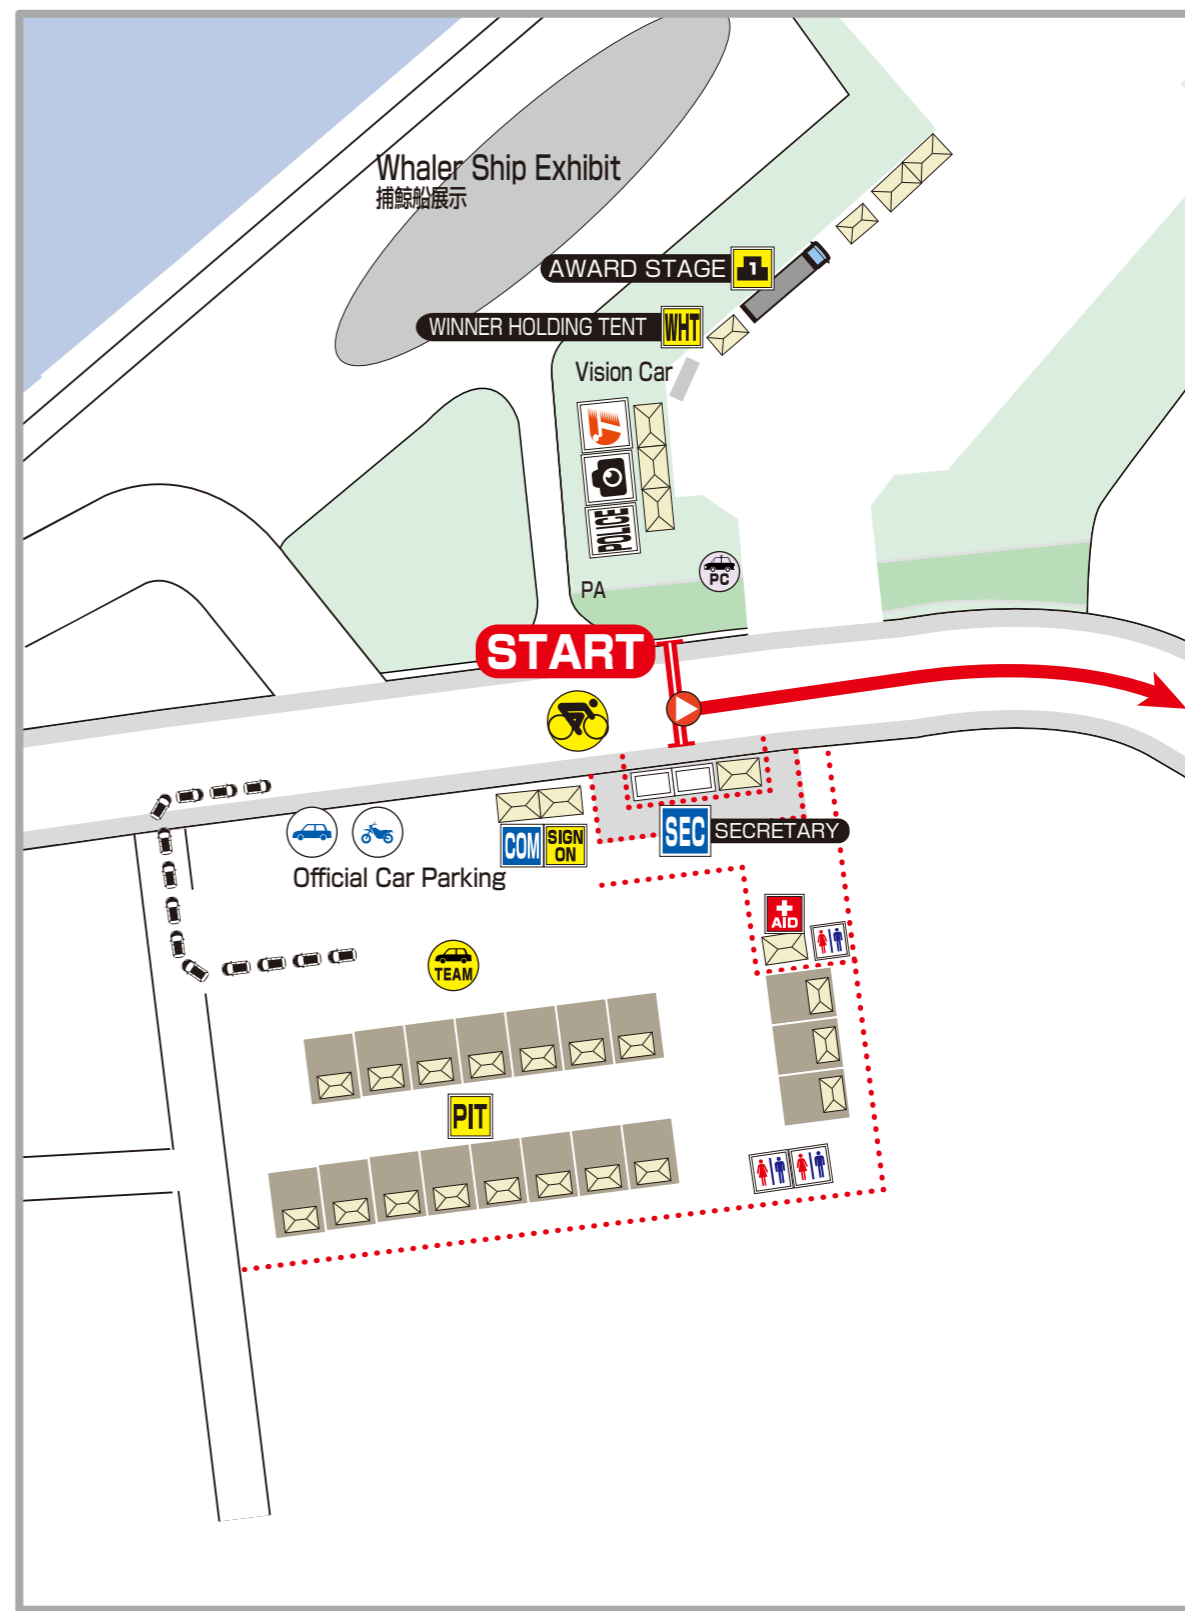 Whaler Ship Exhibit
捕鯨船展示
AWARD STAGE
1
WINNER HOLDING TENT
WHT
Vision Car
POLICE
PC
PA
START
COM
SIGN
ON
SEC
SECRETARY
Official Car Parking
AID
TEAM
PIT